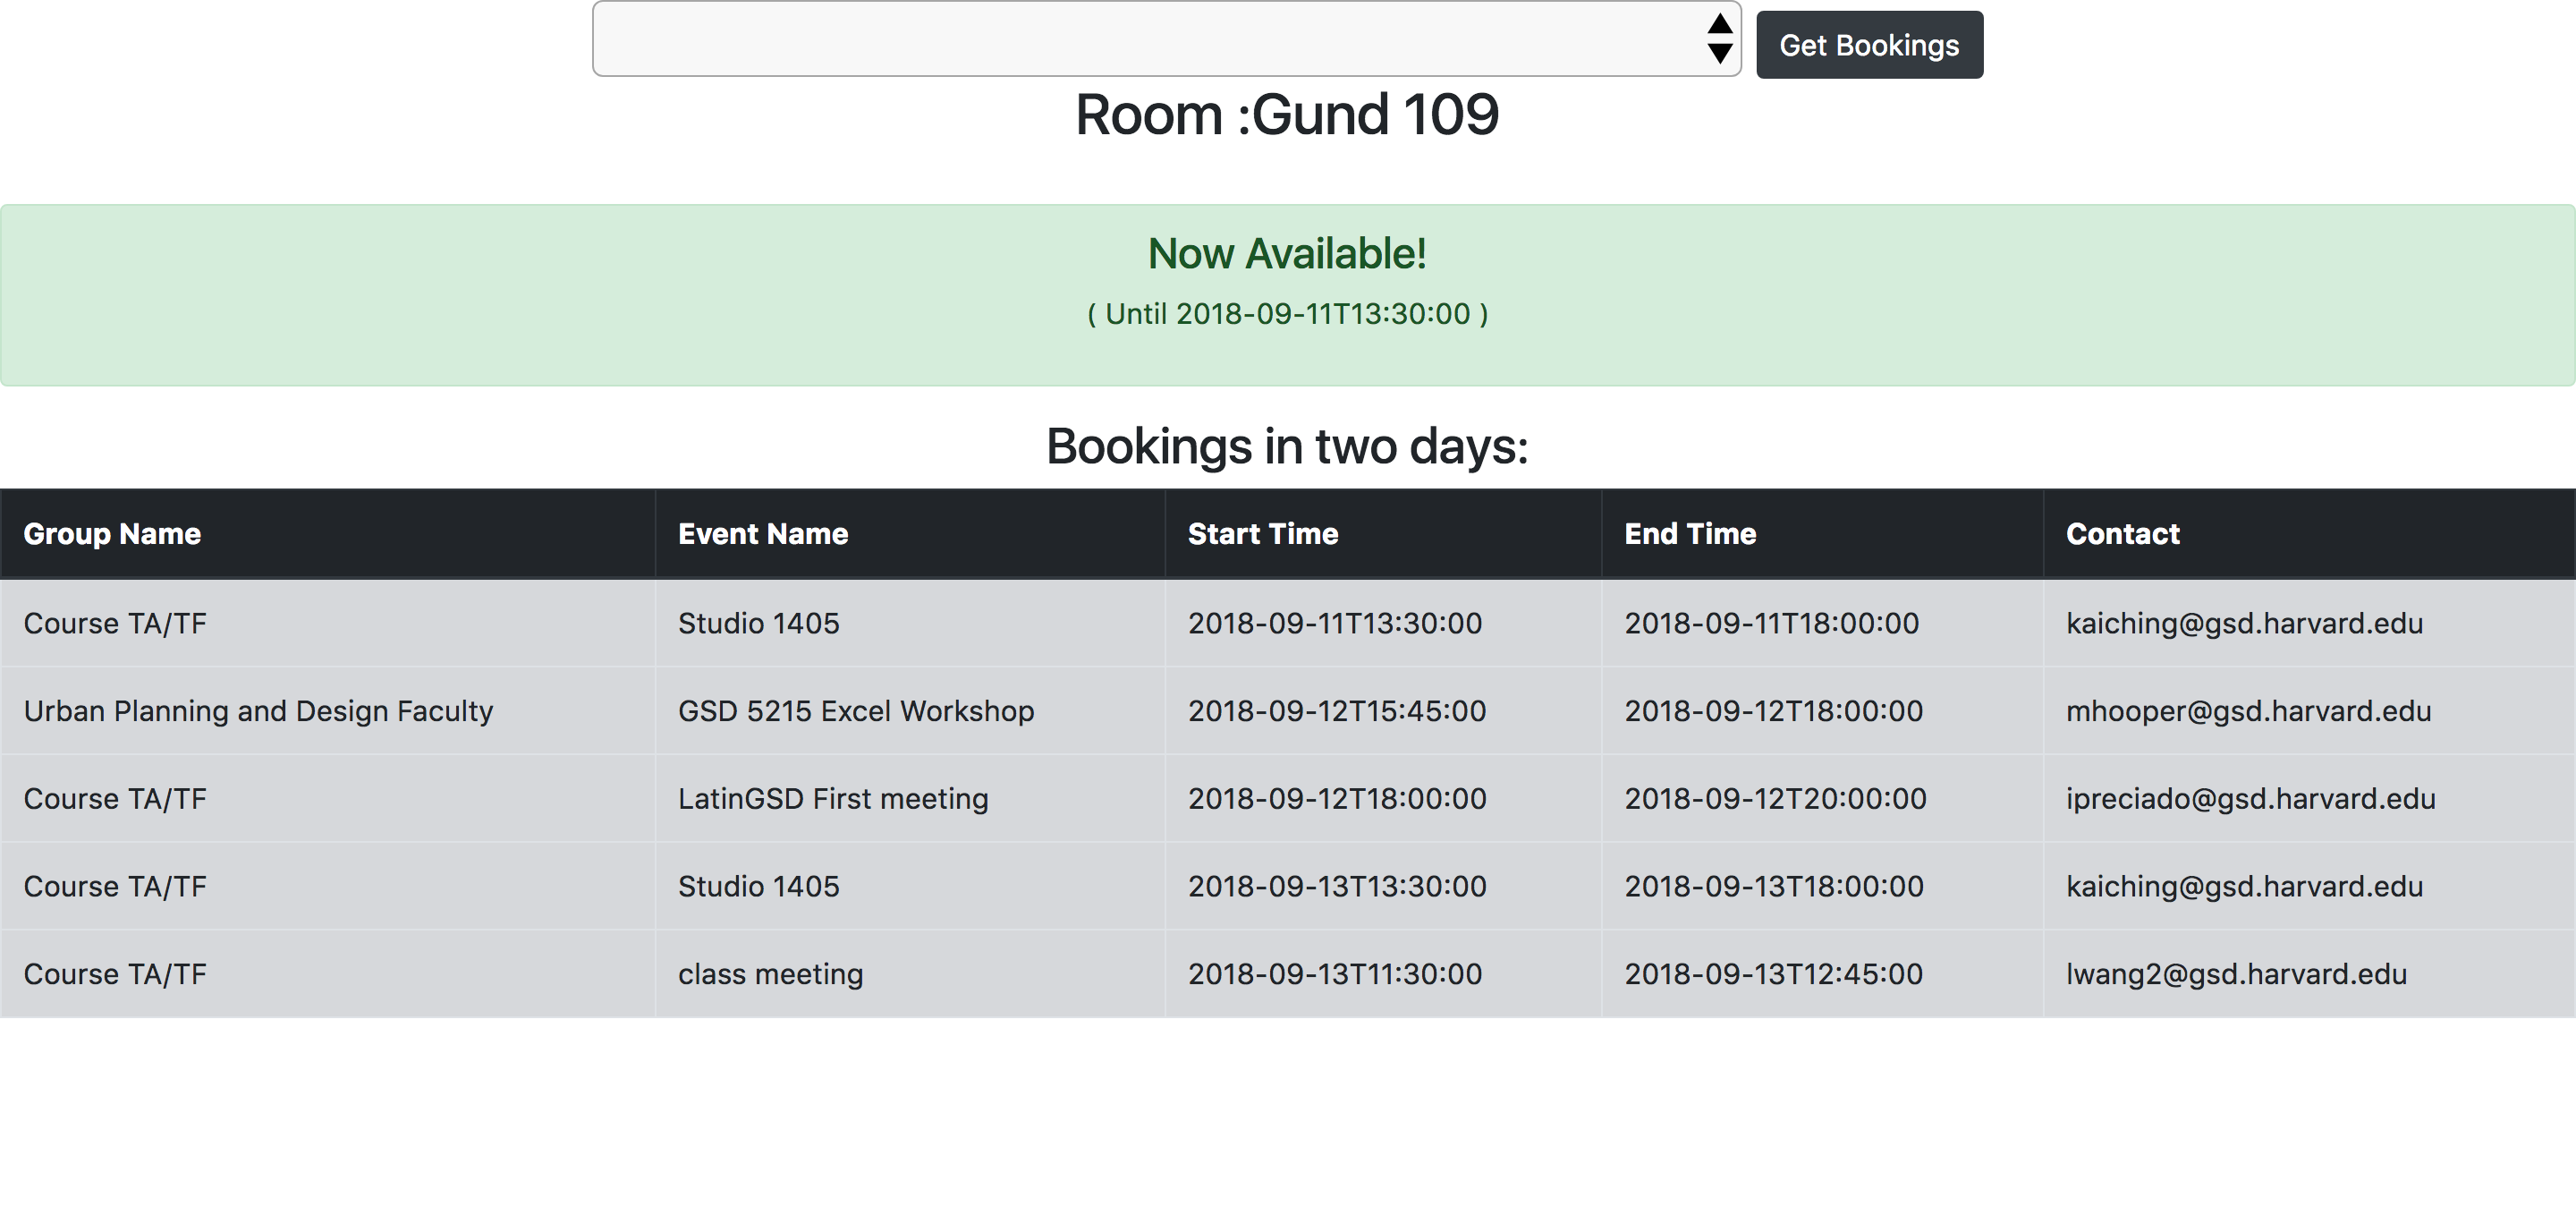 Get Bookings
Room :Gund 109
Now Available!
( Until 2018-09-11T13:30:00 )
Bookings in two days:
Group Name Event Name Start Time End Time Contact
Course TA/TF Studio 1405 2018-09-11T13:30:00 2018-09-11T18:00:00 kaiching@gsd.harvard.edu
Urban Planning and Design Faculty GSD 5215 Excel Workshop 2018-09-12T15:45:00 2018-09-12T18:00:00 mhooper@gsd.harvard.edu
Course TA/TF LatinGSD First meeting 2018-09-12T18:00:00 2018-09-12T20:00:00 ipreciado@gsd.harvard.edu
Course TA/TF Studio 1405 2018-09-13T13:30:00 2018-09-13T18:00:00 kaiching@gsd.harvard.edu
Course TA/TF class meeting 2018-09-13T11:30:00 2018-09-13T12:45:00 lwang2@gsd.harvard.edu